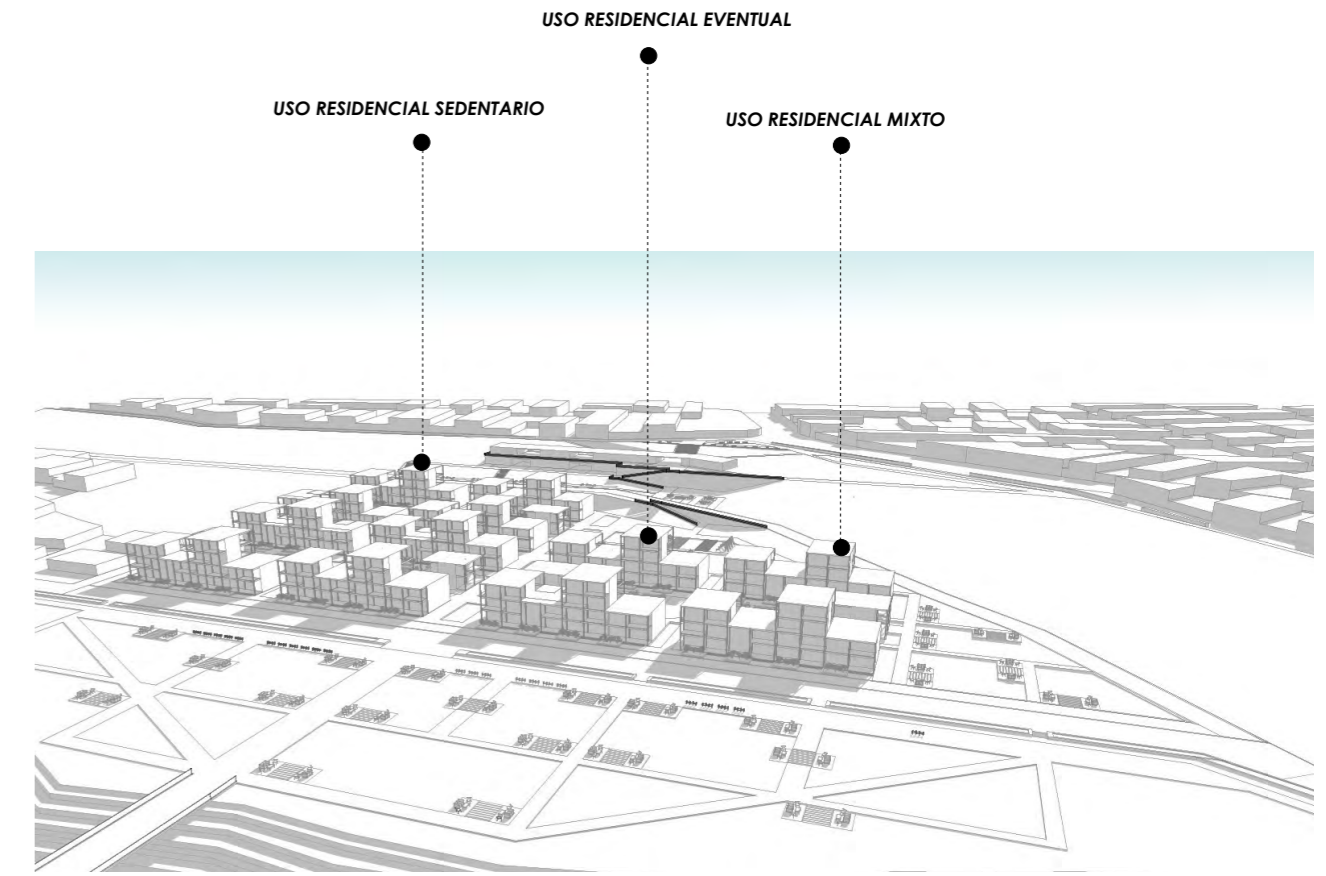 USO RESIDENCIAL EVENTUAL
USO RESIDENCIAL SEDENTARIO
USO RESIDENCIAL MIXTO